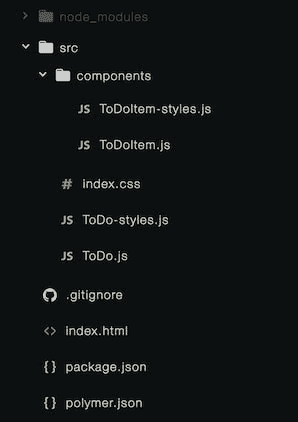 node_modules
src
components
JS ToDoItem-styles.js
JS ToDoItem.js
# index.css
JS ToDo-styles.js
JS ToDo.js
.gitignore
<> index.html
{} package.json
{} polymer.json